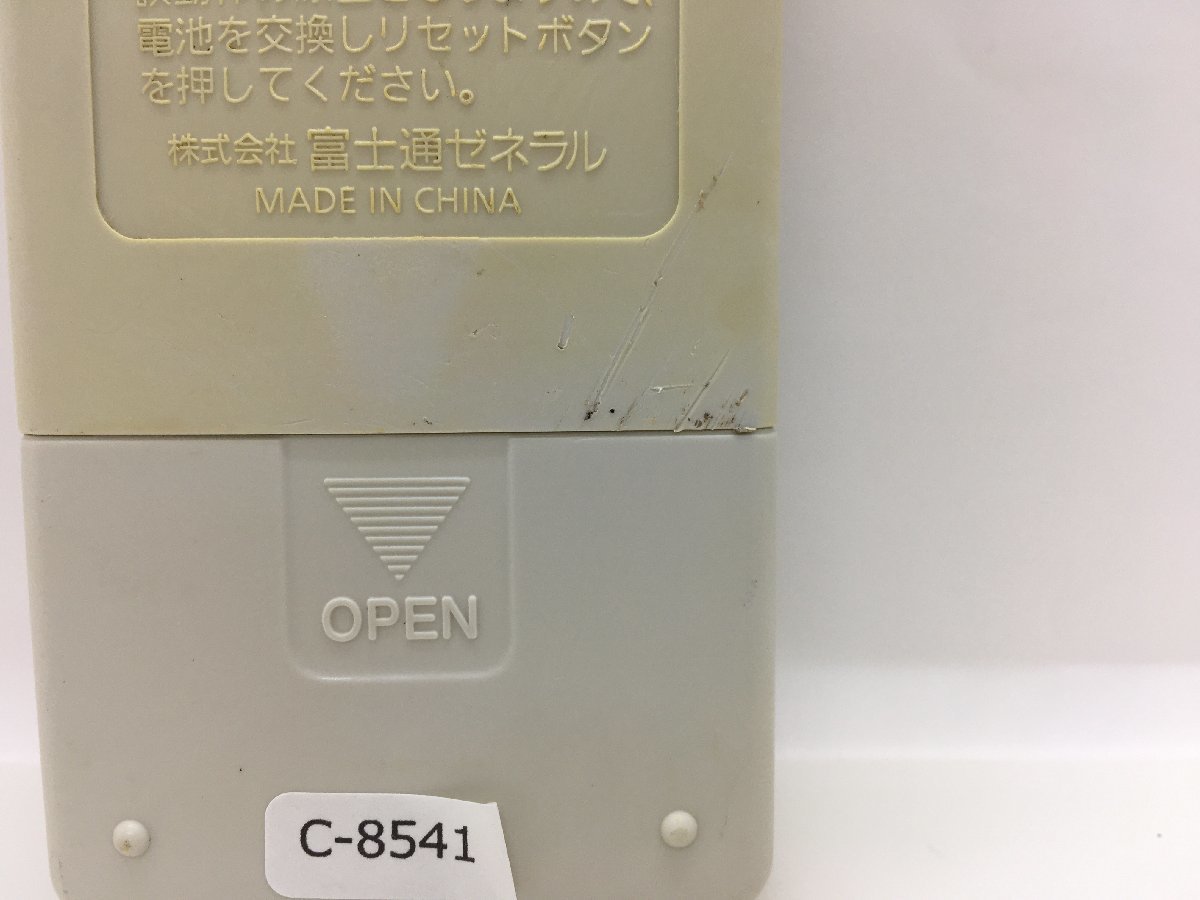 電池を交換しリセットボタン
を押してください。
株式会社 富士通ゼネラル
MADE IN CHINA
OPEN
C-8541